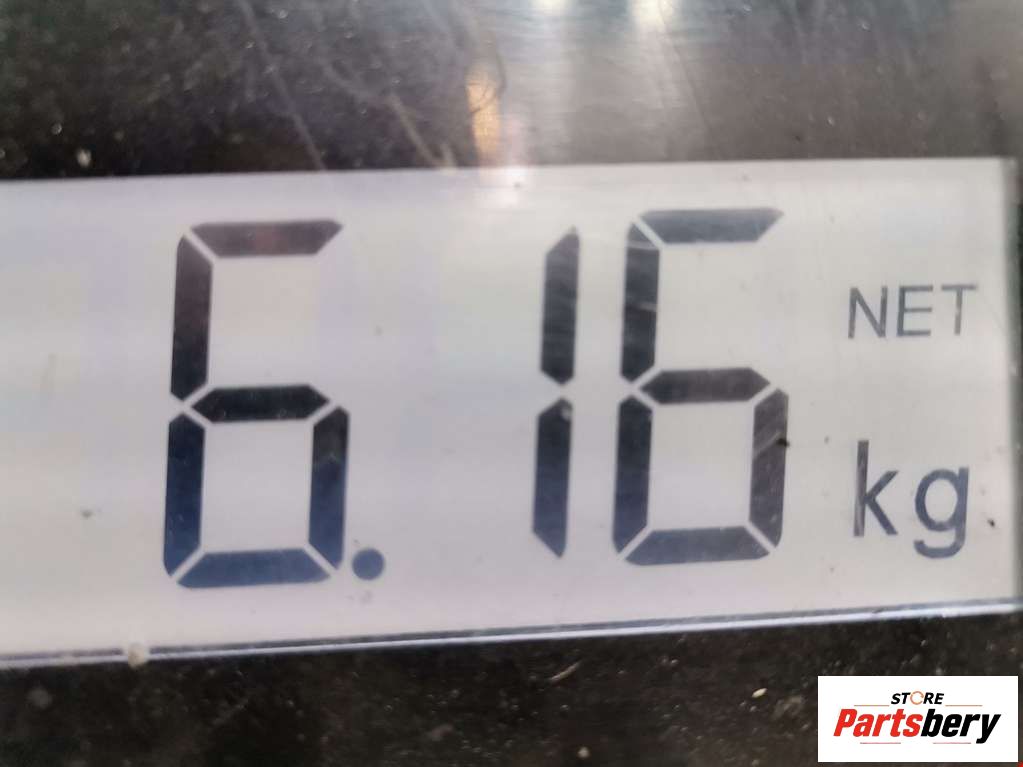 6.16 NET
kg
STORE
Partsbery